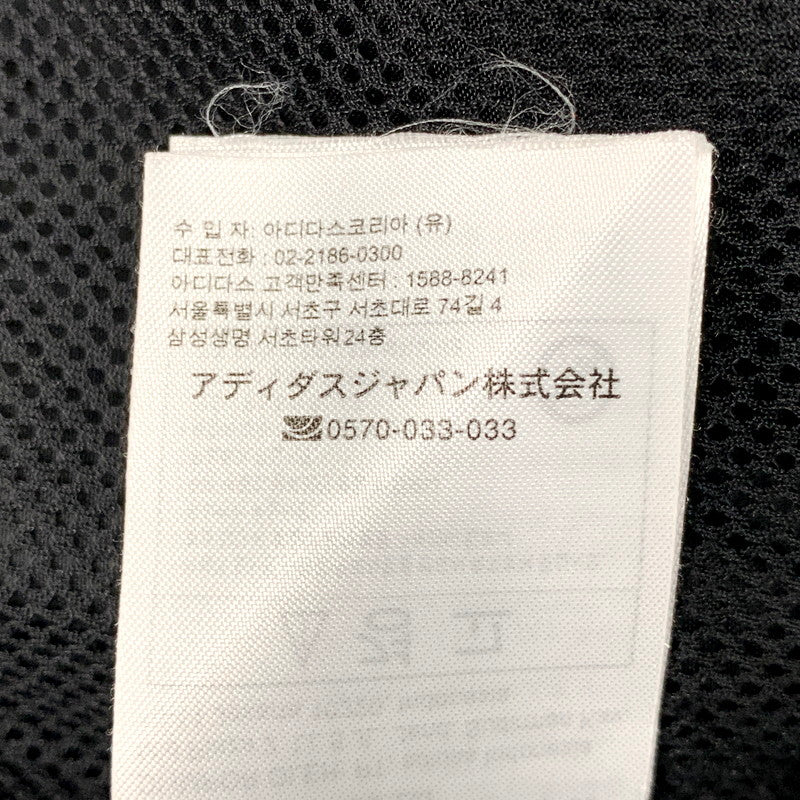 수 입 자: 아디다스코리아 (유)
대표전화 : 02-2186-0300
아디다스 고객만족센터 : 1588-8241
서울특별시 서초구 서초대로 74길 4
삼성생명 서초타워24층
アディダスジャパン株式会社
0570-033-033